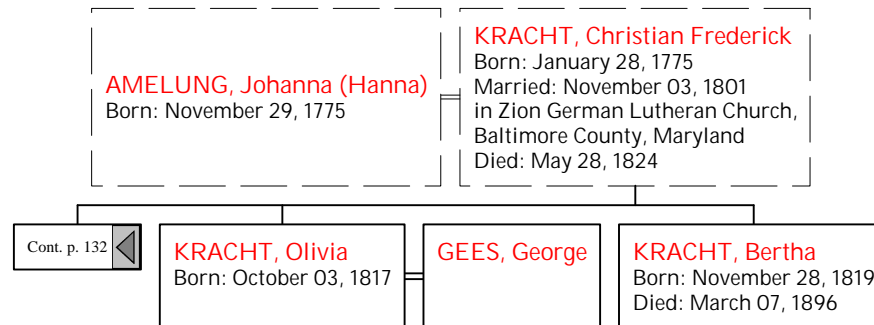 AMELUNG, Johanna (Hanna)
Born: November 29, 1775
KRACHT, Christian Frederick
Born: January 28, 1775
Married: November 03, 1801
in Zion German Lutheran Church,
Baltimore County, Maryland
Died: May 28, 1824
Cont. p. 132
KRACHT, Olivia
Born: October 03, 1817
GEES, George
KRACHT, Bertha
Born: November 28, 1819
Died: March 07, 1896